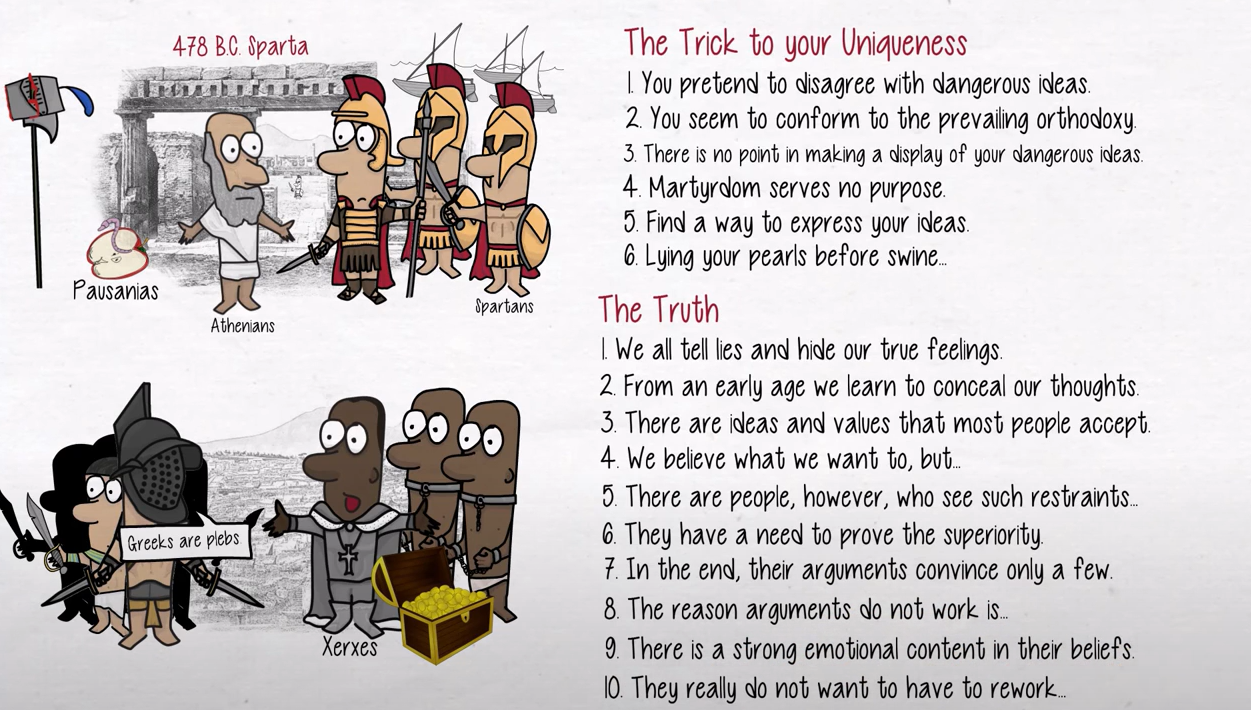 478 B.C. Sparta
Pausanias
Athenians
Spartans
Greeks are plebs.
Xerxes
The Trick to your Uniqueness
1. You pretend to disagree with dangerous ideas.
2. You seem to conform to the prevailing orthodoxy.
3. There is no point in making a display of your dangerous ideas.
4. Martyrdom serves no purpose.
5. Find a way to express your ideas.
6. Lying your pearls before swine...
The Truth
1. We all tell lies and hide our true feelings.
2. From an early age we learn to conceal our thoughts.
3. There are ideas and values that most people accept.
4. We believe what we want to, but...
5. There are people, however, who see such restraints...
6. They have a need to prove the superiority.
7. In the end, their arguments convince only a few.
8. The reason arguments do not work is...
9. There is a strong emotional content in their beliefs.
10. They really do not want to have to rework...